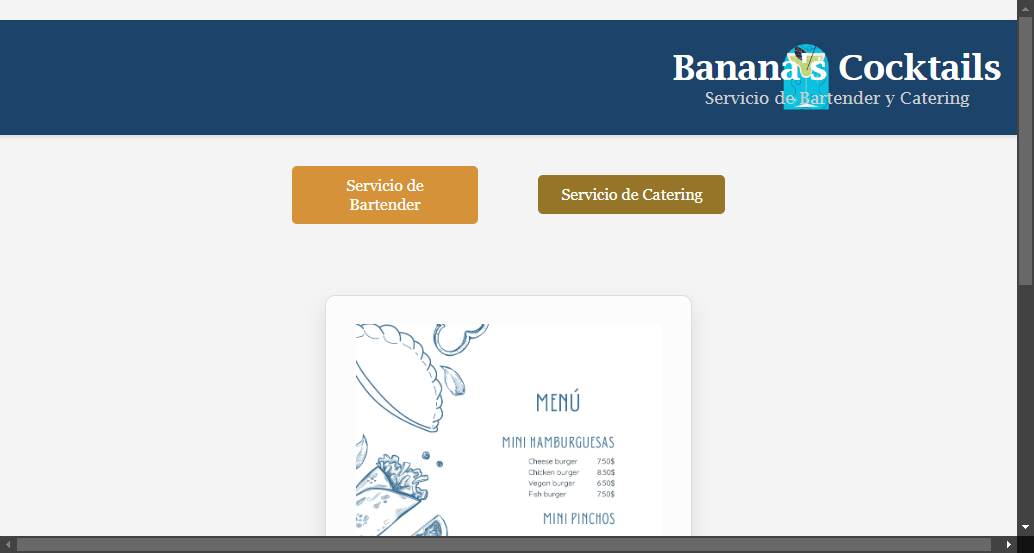 Banana's Cocktails
Servicio de Bartender y Catering
Servicio de
Bartender
Servicio de Catering
MENÚ
MINI HAMBURGUESAS
Cheese burger 7.50$
Chicken burger 8.50$
Vegan burger 6.50$
Fish burger 7.50$
MINI PINCHOS